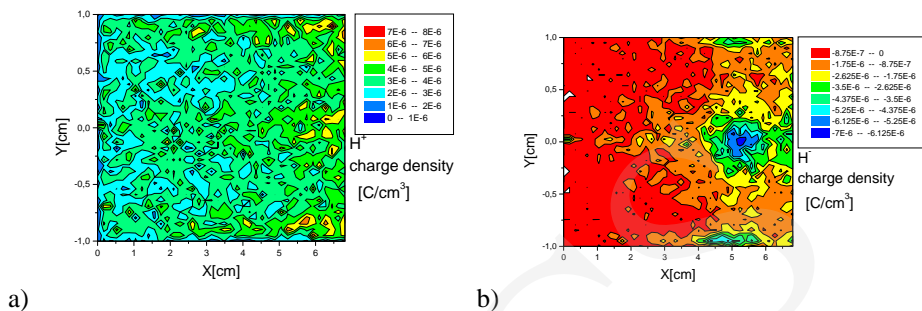 7E-6 -- 8E-6
6E-6 -- 7E-6
5E-6 -- 6E-6
4E-6 -- 5E-6
3E-6 -- 4E-6
2E-6 -- 3E-6
1E-6 -- 2E-6
0 -- 1E-6
H+
charge density
[C/cm3]
1,0
0,5
0,0
-0,5
-1,0
Y[cm]
0 1 2 3 4 5 6
X[cm]
a)
-8.75E-7 -- 0
-1.75E-6 -- -8.75E-7
-2.625E-6 -- -1.75E-6
-3.5E-6 -- -2.625E-6
-4.375E-6 -- -3.5E-6
-5.25E-6 -- -4.375E-6
-6.125E-6 -- -5.25E-6
-7E-6 -- -6.125E-6
H-
charge density
[C/cm3]
1,0
0,5
0,0
-0,5
-1,0
Y[cm]
0 1 2 3 4 5 6
X[cm]
b)